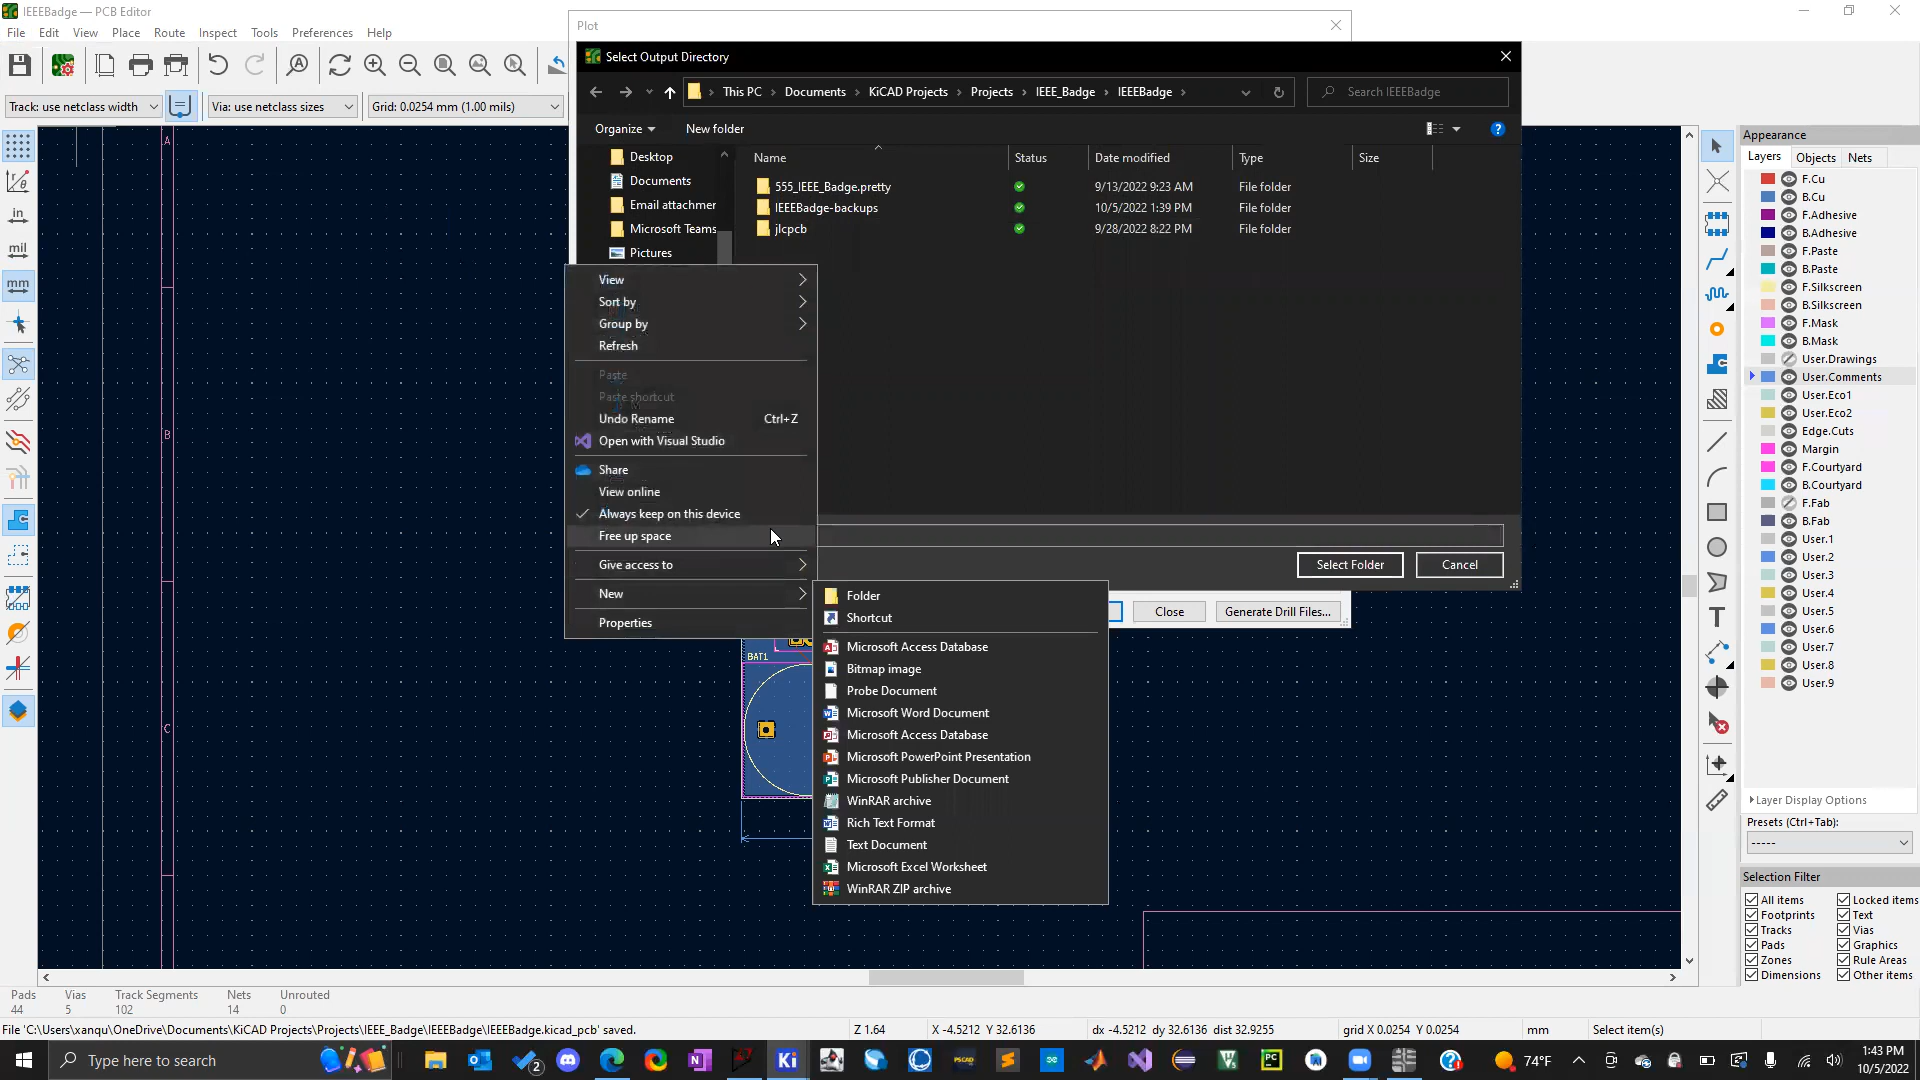 IEEEBadge — PCB Editor
File Edit View Place Route Inspect Tools Preferences Help
Track: use netclass width
Via: use netclass sizes
Grid: 0.0254 mm (1.00 mils)
in
mil
mm
A
B
C
BAT1
Plot
Select Output Directory
This PC > Documents > KiCAD Projects > Projects > IEEE_Badge > IEEEBadge >
Search IEEEBadge
Organize
New folder
Desktop
Documents
Email attachmer
Microsoft Teams
Pictures
Name Status Date modified Type Size
555_IEEE_Badge.pretty 9/13/2022 9:23 AM File folder
IEEEBadge-backups 10/5/2022 1:39 PM File folder
jlcpcb 9/28/2022 8:22 PM File folder
View
Sort by
Group by
Refresh
Paste
Paste shortcut
Undo Rename Ctrl+Z
Open with Visual Studio
Share
View online
Always keep on this device
Free up space
Give access to
New
Properties
Folder
Shortcut
Microsoft Access Database
Bitmap image
Probe Document
Microsoft Word Document
Microsoft Access Database
Microsoft PowerPoint Presentation
Microsoft Publisher Document
WinRAR archive
Rich Text Format
Text Document
Microsoft Excel Worksheet
WinRAR ZIP archive
Select Folder
Cancel
Close
Generate Drill Files...
Appearance
Layers Objects Nets
F.Cu
B.Cu
F.Adhesive
B.Adhesive
F.Paste
B.Paste
F.Silkscreen
B.Silkscreen
F.Mask
B.Mask
User.Drawings
User.Comments
User.Eco1
User.Eco2
Edge.Cuts
Margin
F.Courtyard
B.Courtyard
F.Fab
B.Fab
User.1
User.2
User.3
User.4
User.5
User.6
User.7
User.8
User.9
Layer Display Options
Presets (Ctrl+Tab):
-----
Selection Filter
All items Locked items
Footprints Text
Tracks Vias
Pads Graphics
Zones Rule Areas
Dimensions Other items
Pads Vias Track Segments Nets Unrouted
44 5 102 14 0
File 'C:\Users\xanqu\OneDrive\Documents\KiCAD Projects\Projects\IEEE_Badge\IEEEBadge\IEEEBadge.kicad_pcb' saved.
Z 1.64
X -4.5212 Y 32.6136
dx -4.5212 dy 32.6136 dist 32.9255
grid X 0.0254 Y 0.0254
mm
Select item(s)
Type here to search
74°F
1:43 PM
10/5/2022